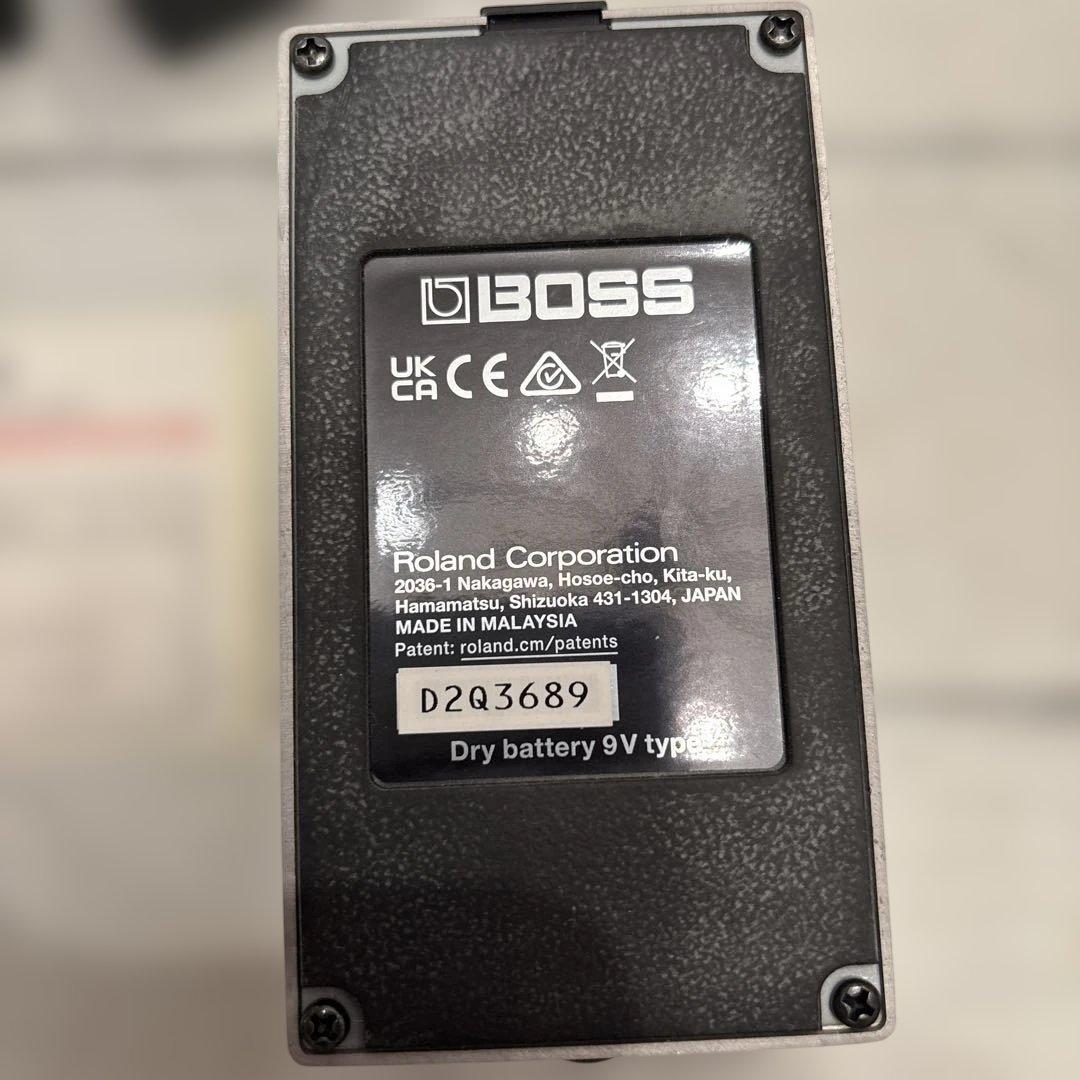 BOSS
UK
CA CE
Roland Corporation
2036-1 Nakagawa, Hosoe-cho, Kita-ku,
Hamamatsu, Shizuoka 431-1304, JAPAN
MADE IN MALAYSIA
Patent: roland.cm/patents
D2Q3689
Dry battery 9V type